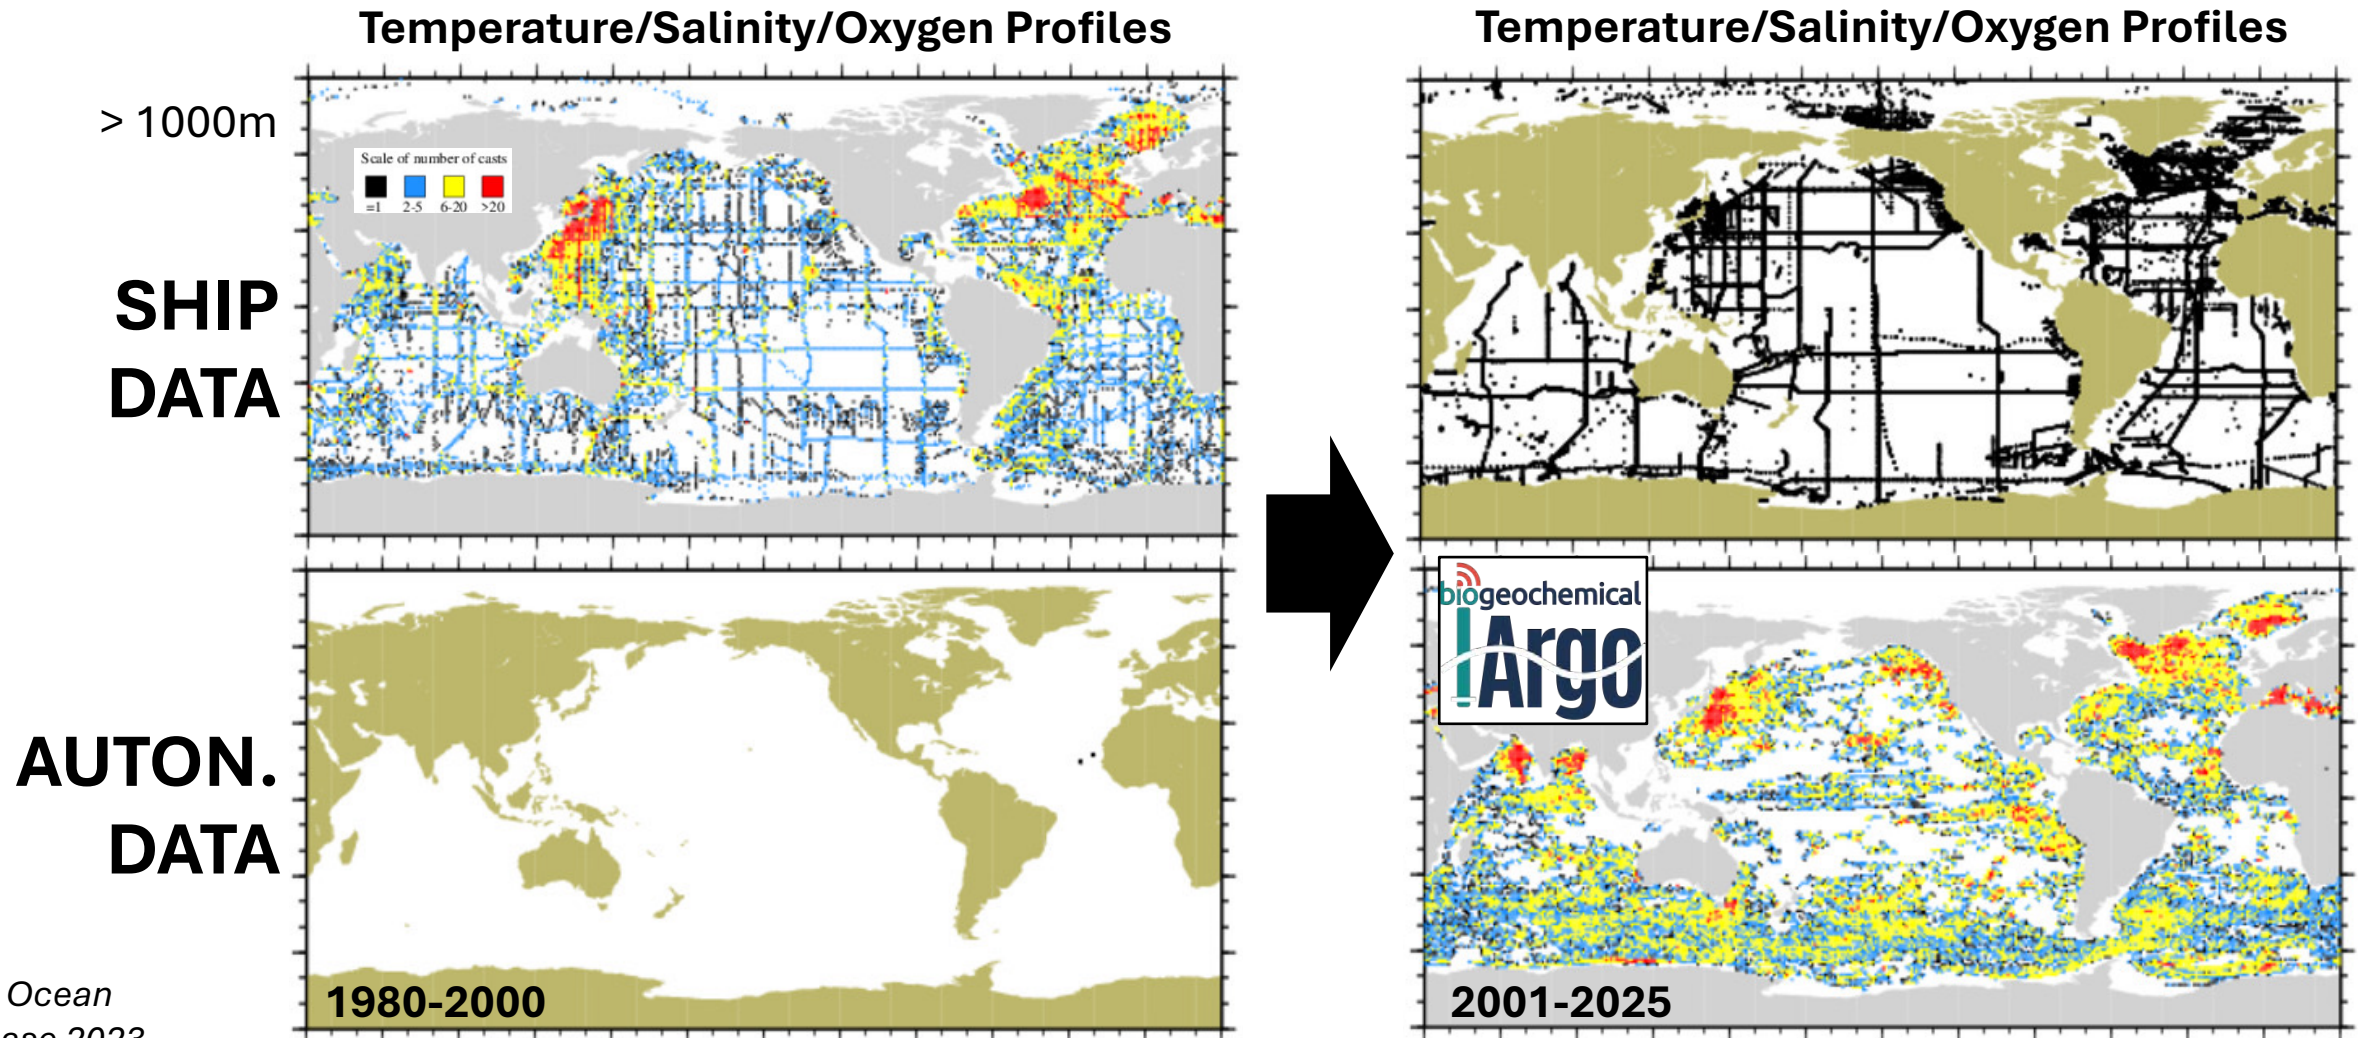 Temperature/Salinity/Oxygen Profiles
Temperature/Salinity/Oxygen Profiles
> 1000m
Scale of number of casts
=1 2-5 6-20 >20
SHIP
DATA
biogeochemical
Argo
AUTON.
DATA
Ocean
2023
1980-2000
2001-2025